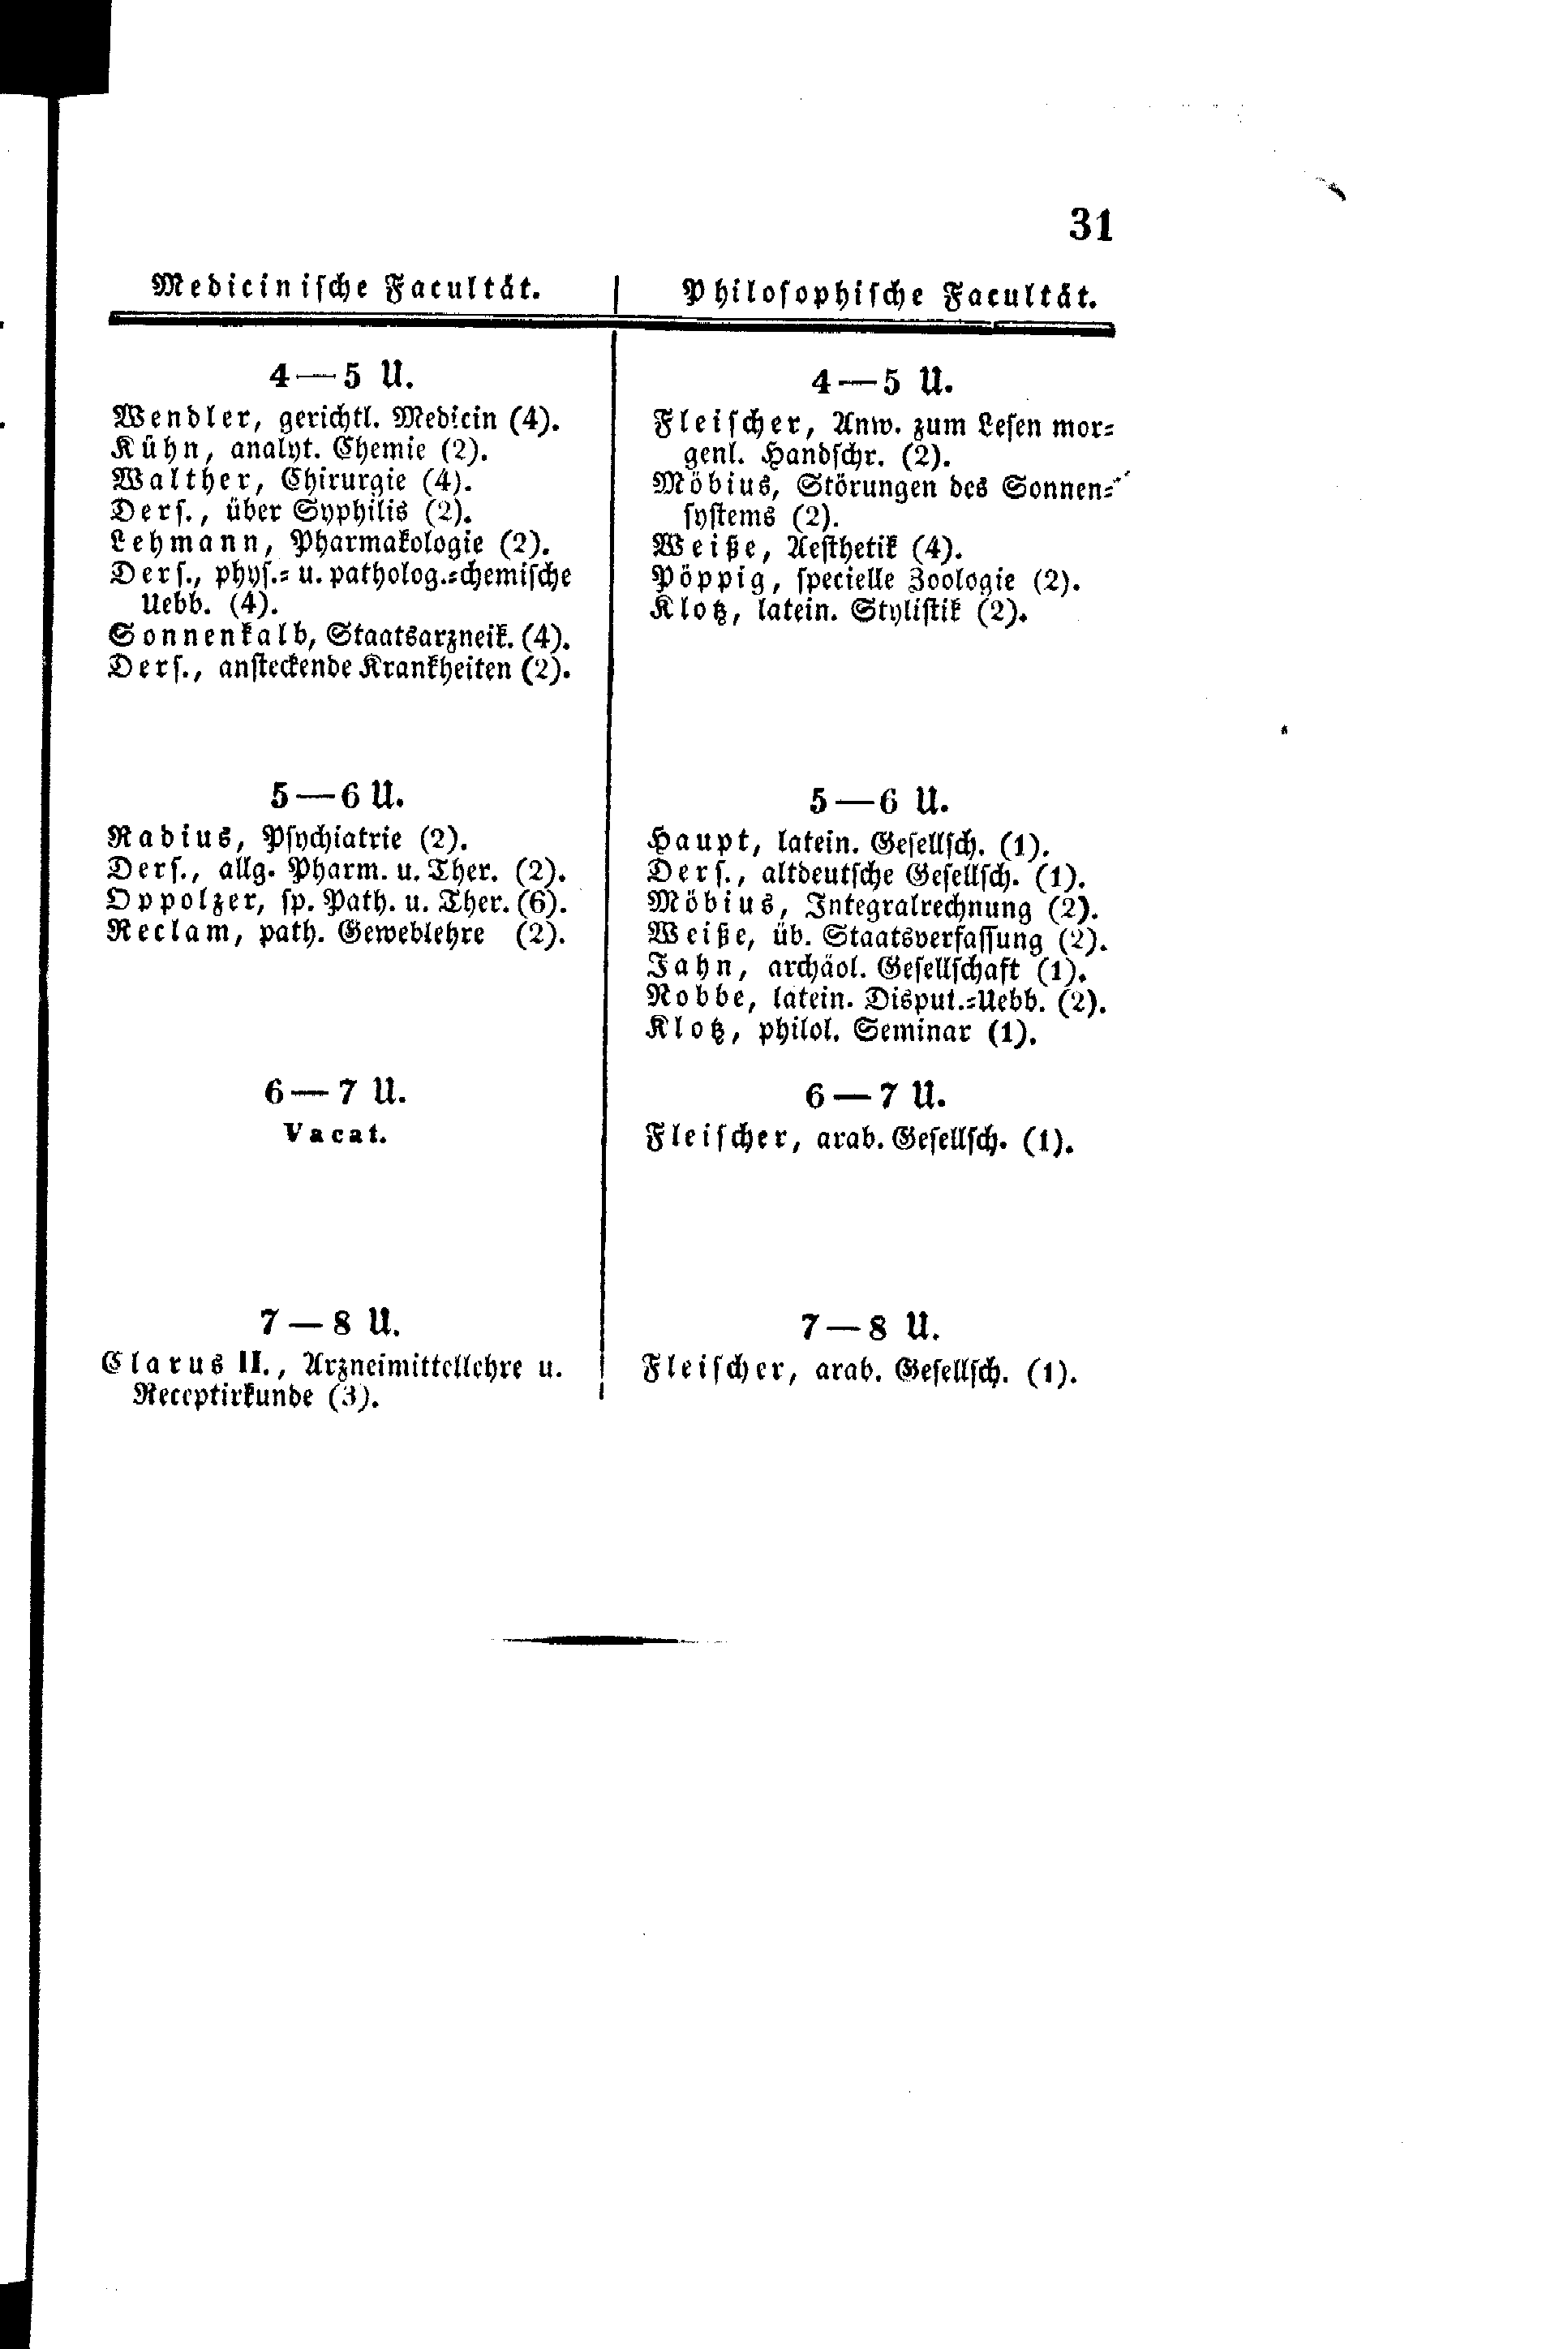 31
Medicinische Facultät.
4—5 U.
Wendler, gerichtl. Medicin (4).
Kühn, analyt. Chemie (2).
Walther, Chirurgie (4).
Ders., über Syphilis (2).
Lehmann, Pharmakologie (2).
Ders., phys.= u. patholog.=chemische
Uebb. (4).
Sonnenkalb, Staatsarzneik. (4).
Ders., ansteckende Krankheiten (2).
5—6 U.
Radius, Psychiatrie (2).
Ders., allg. Pharm. u. Ther. (2).
Oppolzer, sp. Path. u. Ther. (6).
Reclam, path. Geweblehre (2).
6—7 U.
Vacat.
7—8 U.
Clarus II., Arzneimittellehre u.
Receptirkunde (3).
Philosophische Facultät.
4—5 U.
Fleischer, Anw. zum Lesen mor=
genl. Handschr. (2).
Möbius, Störungen des Sonnen=
systems (2).
Weiße, Aesthetik (4).
Pöppig, specielle Zoologie (2).
Klotz, latein. Stylistik (2).
5—6 U.
Haupt, latein. Gesellsch. (1).
Ders., altdeutsche Gesellsch. (1).
Möbius, Integralrechnung (2).
Weiße, üb. Staatsverfassung (2).
Jahn, archäol. Gesellschaft (1).
Nobbe, latein. Disput.=Uebb. (2).
Klotz, philol. Seminar (1).
6—7 U.
Fleischer, arab. Gesellsch. (1).
7—8 U.
Fleischer, arab. Gesellsch. (1).